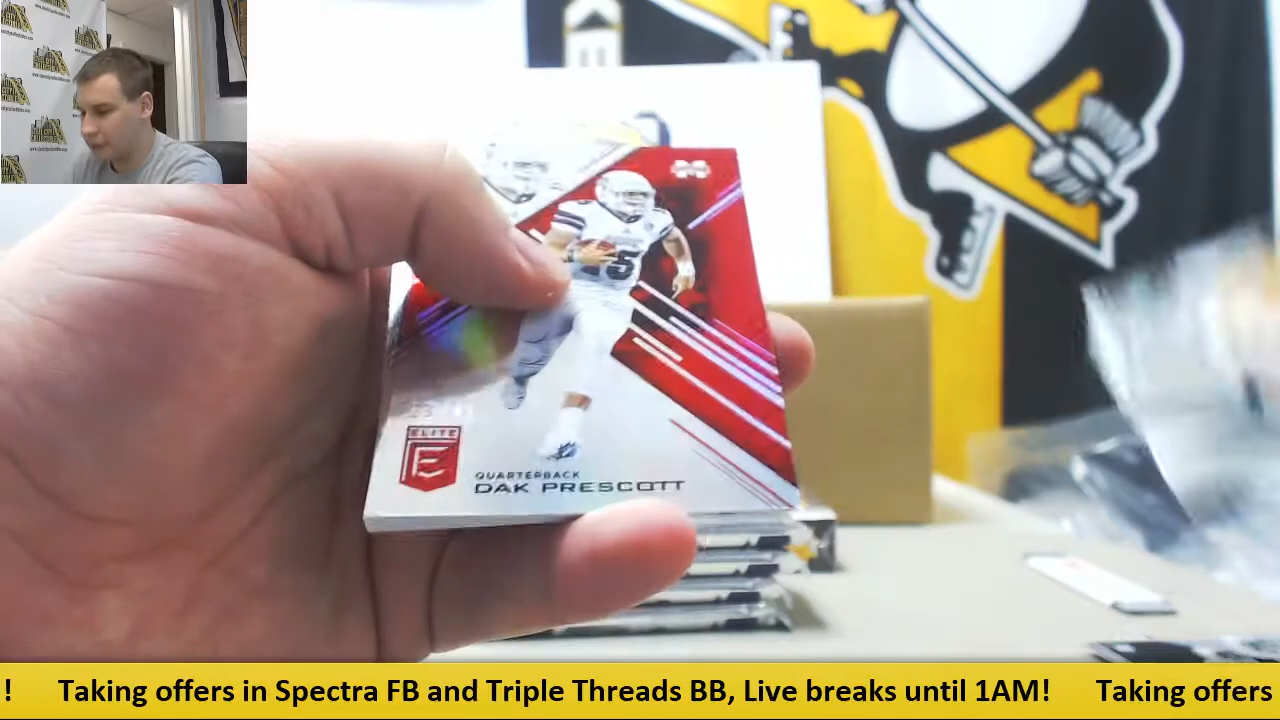 15
ELITE
E
QUARTERBACK
DAK PRESCOTT
! Taking offers in Spectra FB and Triple Threads BB, Live breaks until 1AM! Taking offers